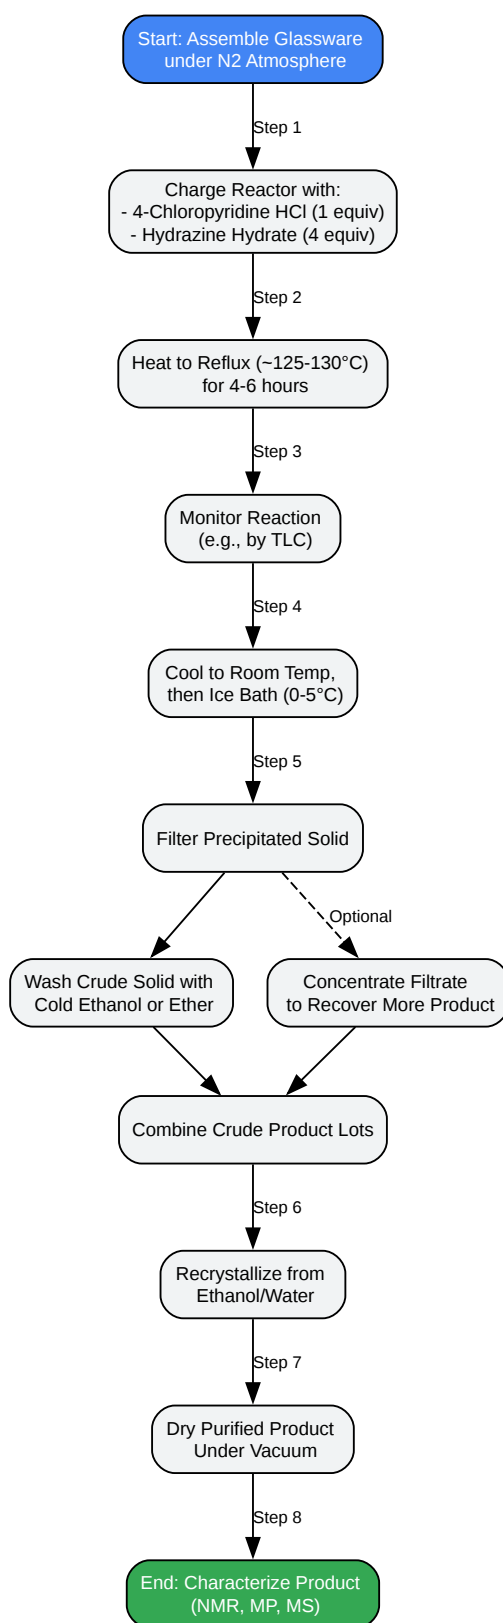 Start: Assemble Glassware
under N2 Atmosphere
Step 1
Charge Reactor with:
- 4-Chloropyridine HCl (1 equiv)
- Hydrazine Hydrate (4 equiv)
Step 2
Heat to Reflux (~125-130°C)
for 4-6 hours
Step 3
Monitor Reaction
(e.g., by TLC)
Step 4
Cool to Room Temp,
then Ice Bath (0-5°C)
Step 5
Filter Precipitated Solid
Optional
Wash Crude Solid with
Cold Ethanol or Ether
Concentrate Filtrate
to Recover More Product
Combine Crude Product Lots
Step 6
Recrystallize from
Ethanol/Water
Step 7
Dry Purified Product
Under Vacuum
Step 8
End: Characterize Product
(NMR, MP, MS)